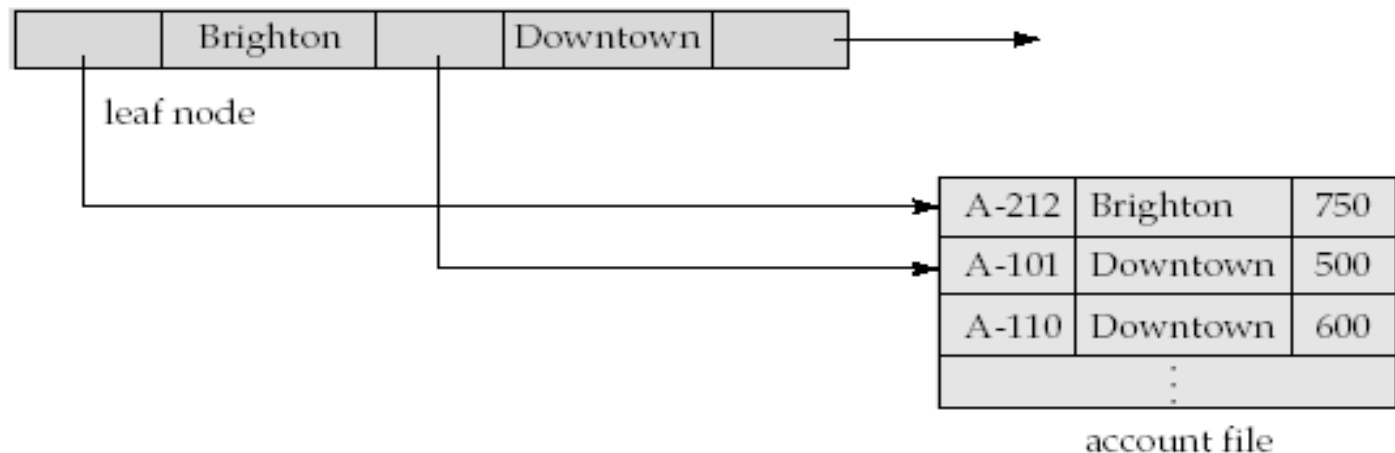 Brighton Downtown
leaf node
A-212 Brighton 750
A-101 Downtown 500
A-110 Downtown 600
account file